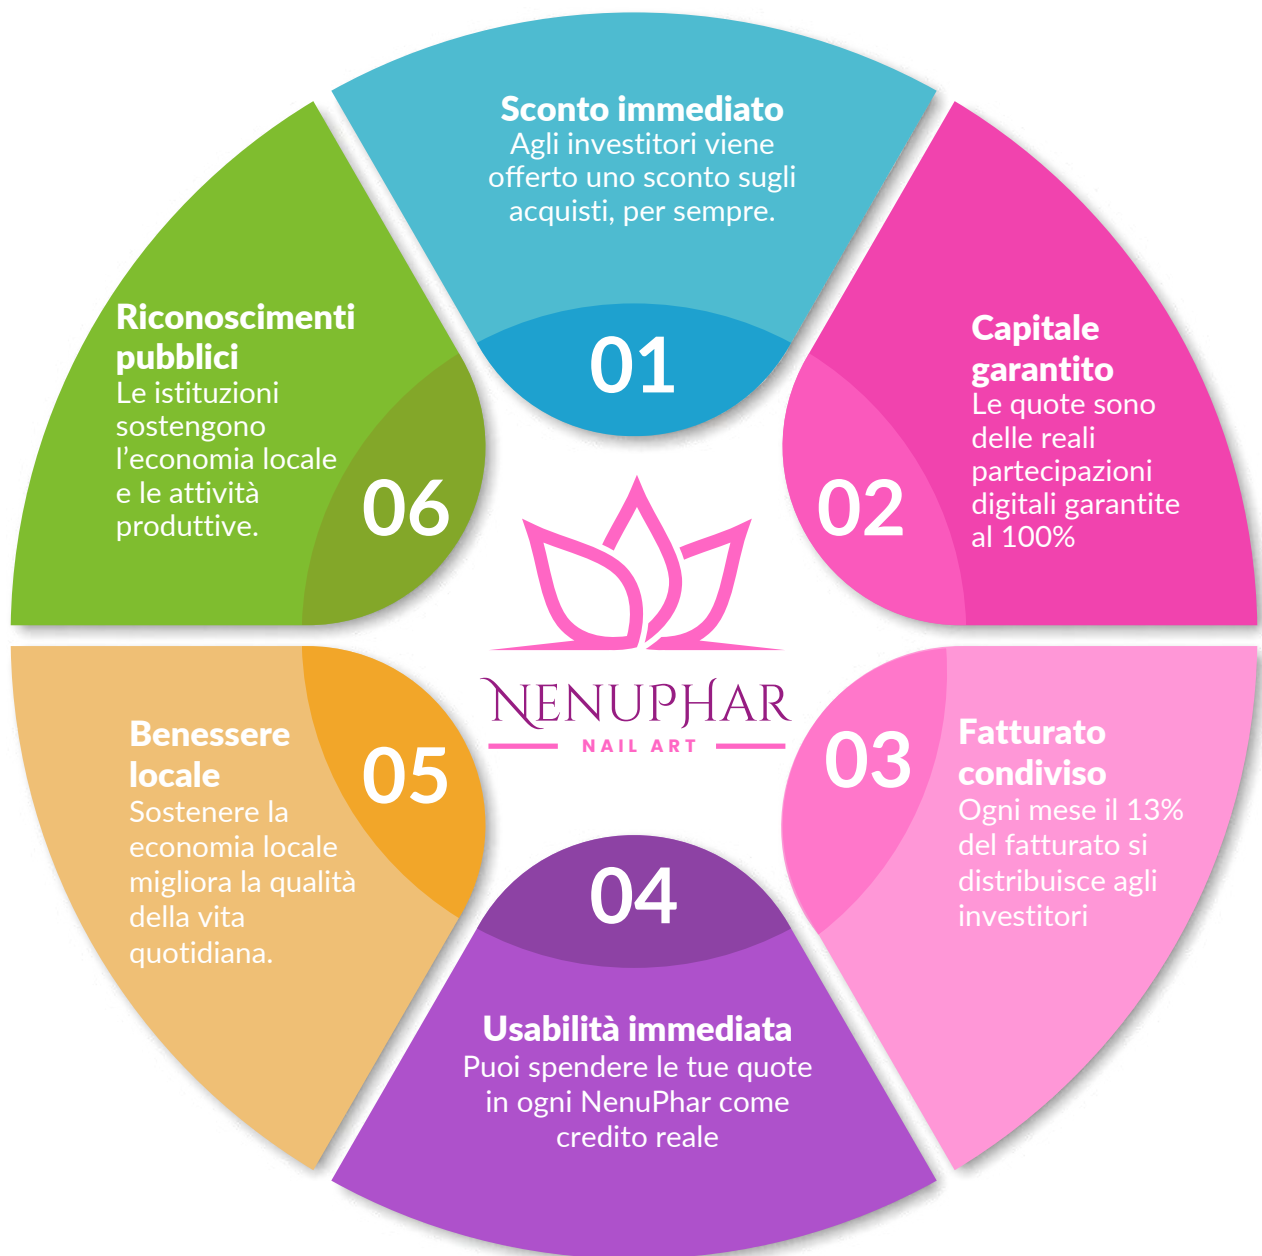 Sconto immediato
Agli investitori viene
offerto uno sconto sugli
acquisti, per sempre.
01
Capitale
garantito
Le quote sono
delle reali
partecipazioni
digitali garantite
al 100%
02
Fatturato
condiviso
Ogni mese il 13%
del fatturato si
distribuisce agli
investitori
03
04
Usabilità immediata
Puoi spendere le tue quote
in ogni NenuPhar come
credito reale
Benessere
locale
Sostenere la
economia locale
migliora la qualità
della vita
quotidiana.
05
Riconoscimenti
pubblici
Le istituzioni
sostengono
l’economia locale
e le attività
produttive.
06
NENUPHAR
NAIL ART